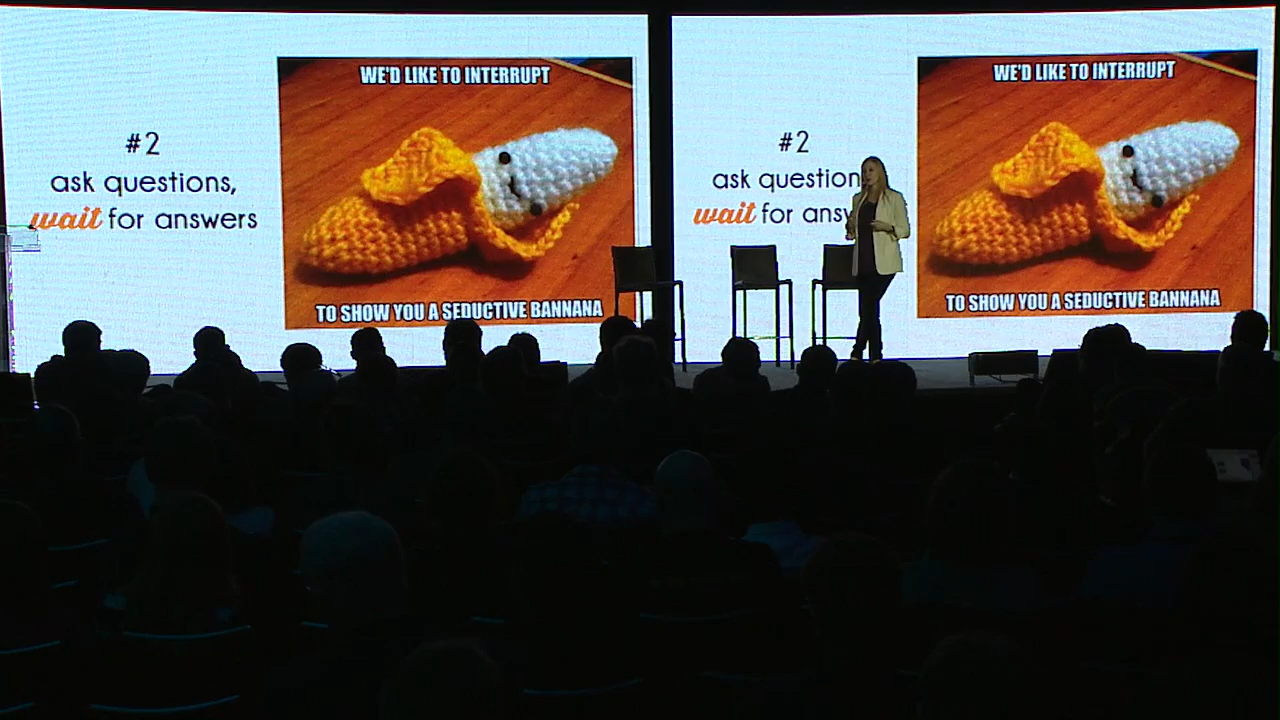 #2
ask questions,
wait for answers
WE'D LIKE TO INTERRUPT
TO SHOW YOU A SEDUCTIVE BANNANA
#2
ask question
wait for answ
WE'D LIKE TO INTERRUPT
TO SHOW YOU A SEDUCTIVE BANNANA